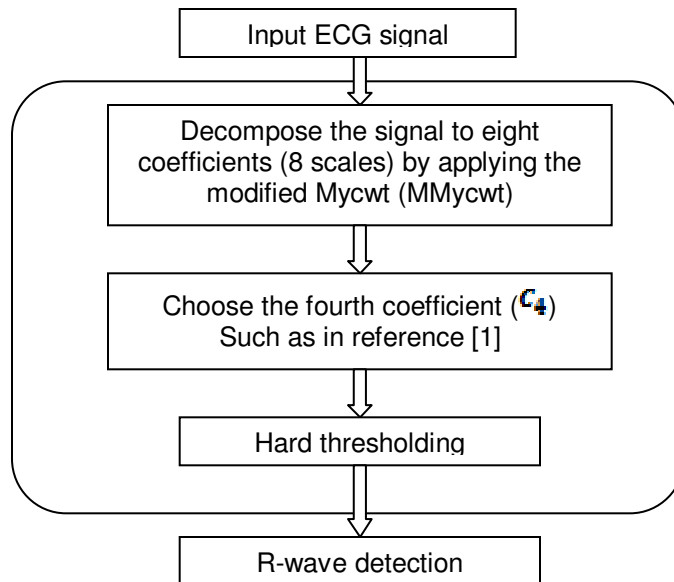 Input ECG signal
Decompose the signal to eight
coefficients (8 scales) by applying the
modified Mycwt (MMycwt)
Choose the fourth coefficient (C₄)
Such as in reference [1]
Hard thresholding
R-wave detection